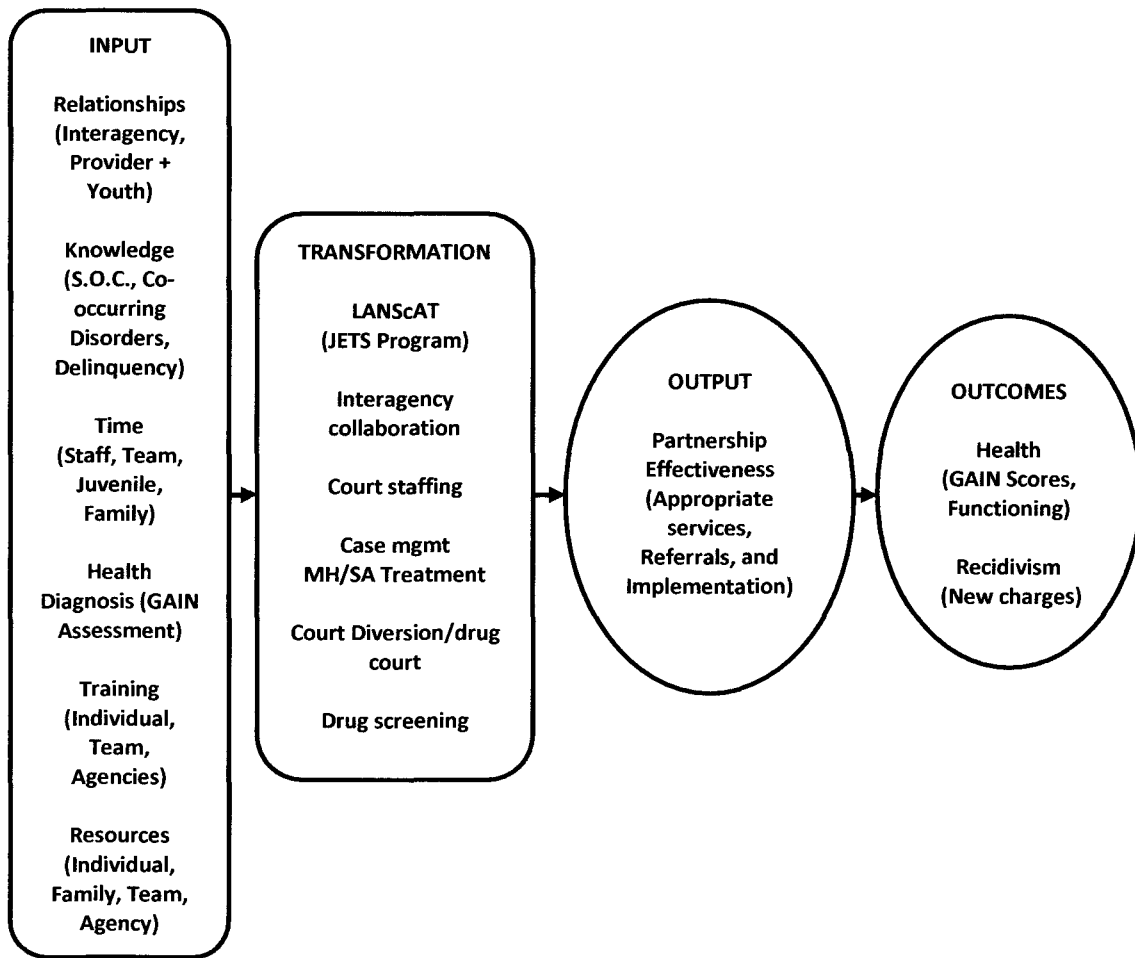 INPUT
Relationships
(Interagency,
Provider +
Youth)
Knowledge
(S.O.C., Co-
occurring
Disorders,
Delinquency)
Time
(Staff, Team,
Juvenile,
Family)
Health
Diagnosis (GAIN
Assessment)
Training
(Individual,
Team,
Agencies)
Resources
(Individual,
Family, Team,
Agency)
TRANSFORMATION
LANScAT
(JETS Program)
Interagency
collaboration
Court staffing
Case mgmt
MH/SA Treatment
Court Diversion/drug
court
Drug screening
OUTPUT
Partnership
Effectiveness
(Appropriate
services,
Referrals, and
Implementation)
OUTCOMES
Health
(GAIN Scores,
Functioning)
Recidivism
(New charges)